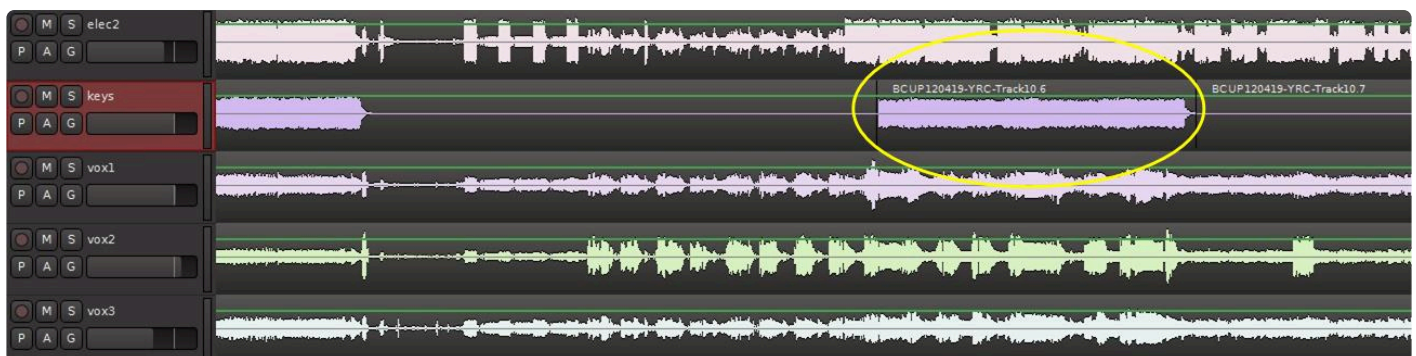 M S elec2
P A G
M S keys
P A G
BCUP120419-YRC-Track10.6
BCUP120419-YRC-Track10.7
M S vox1
P A G
M S vox2
P A G
M S vox3
P A G